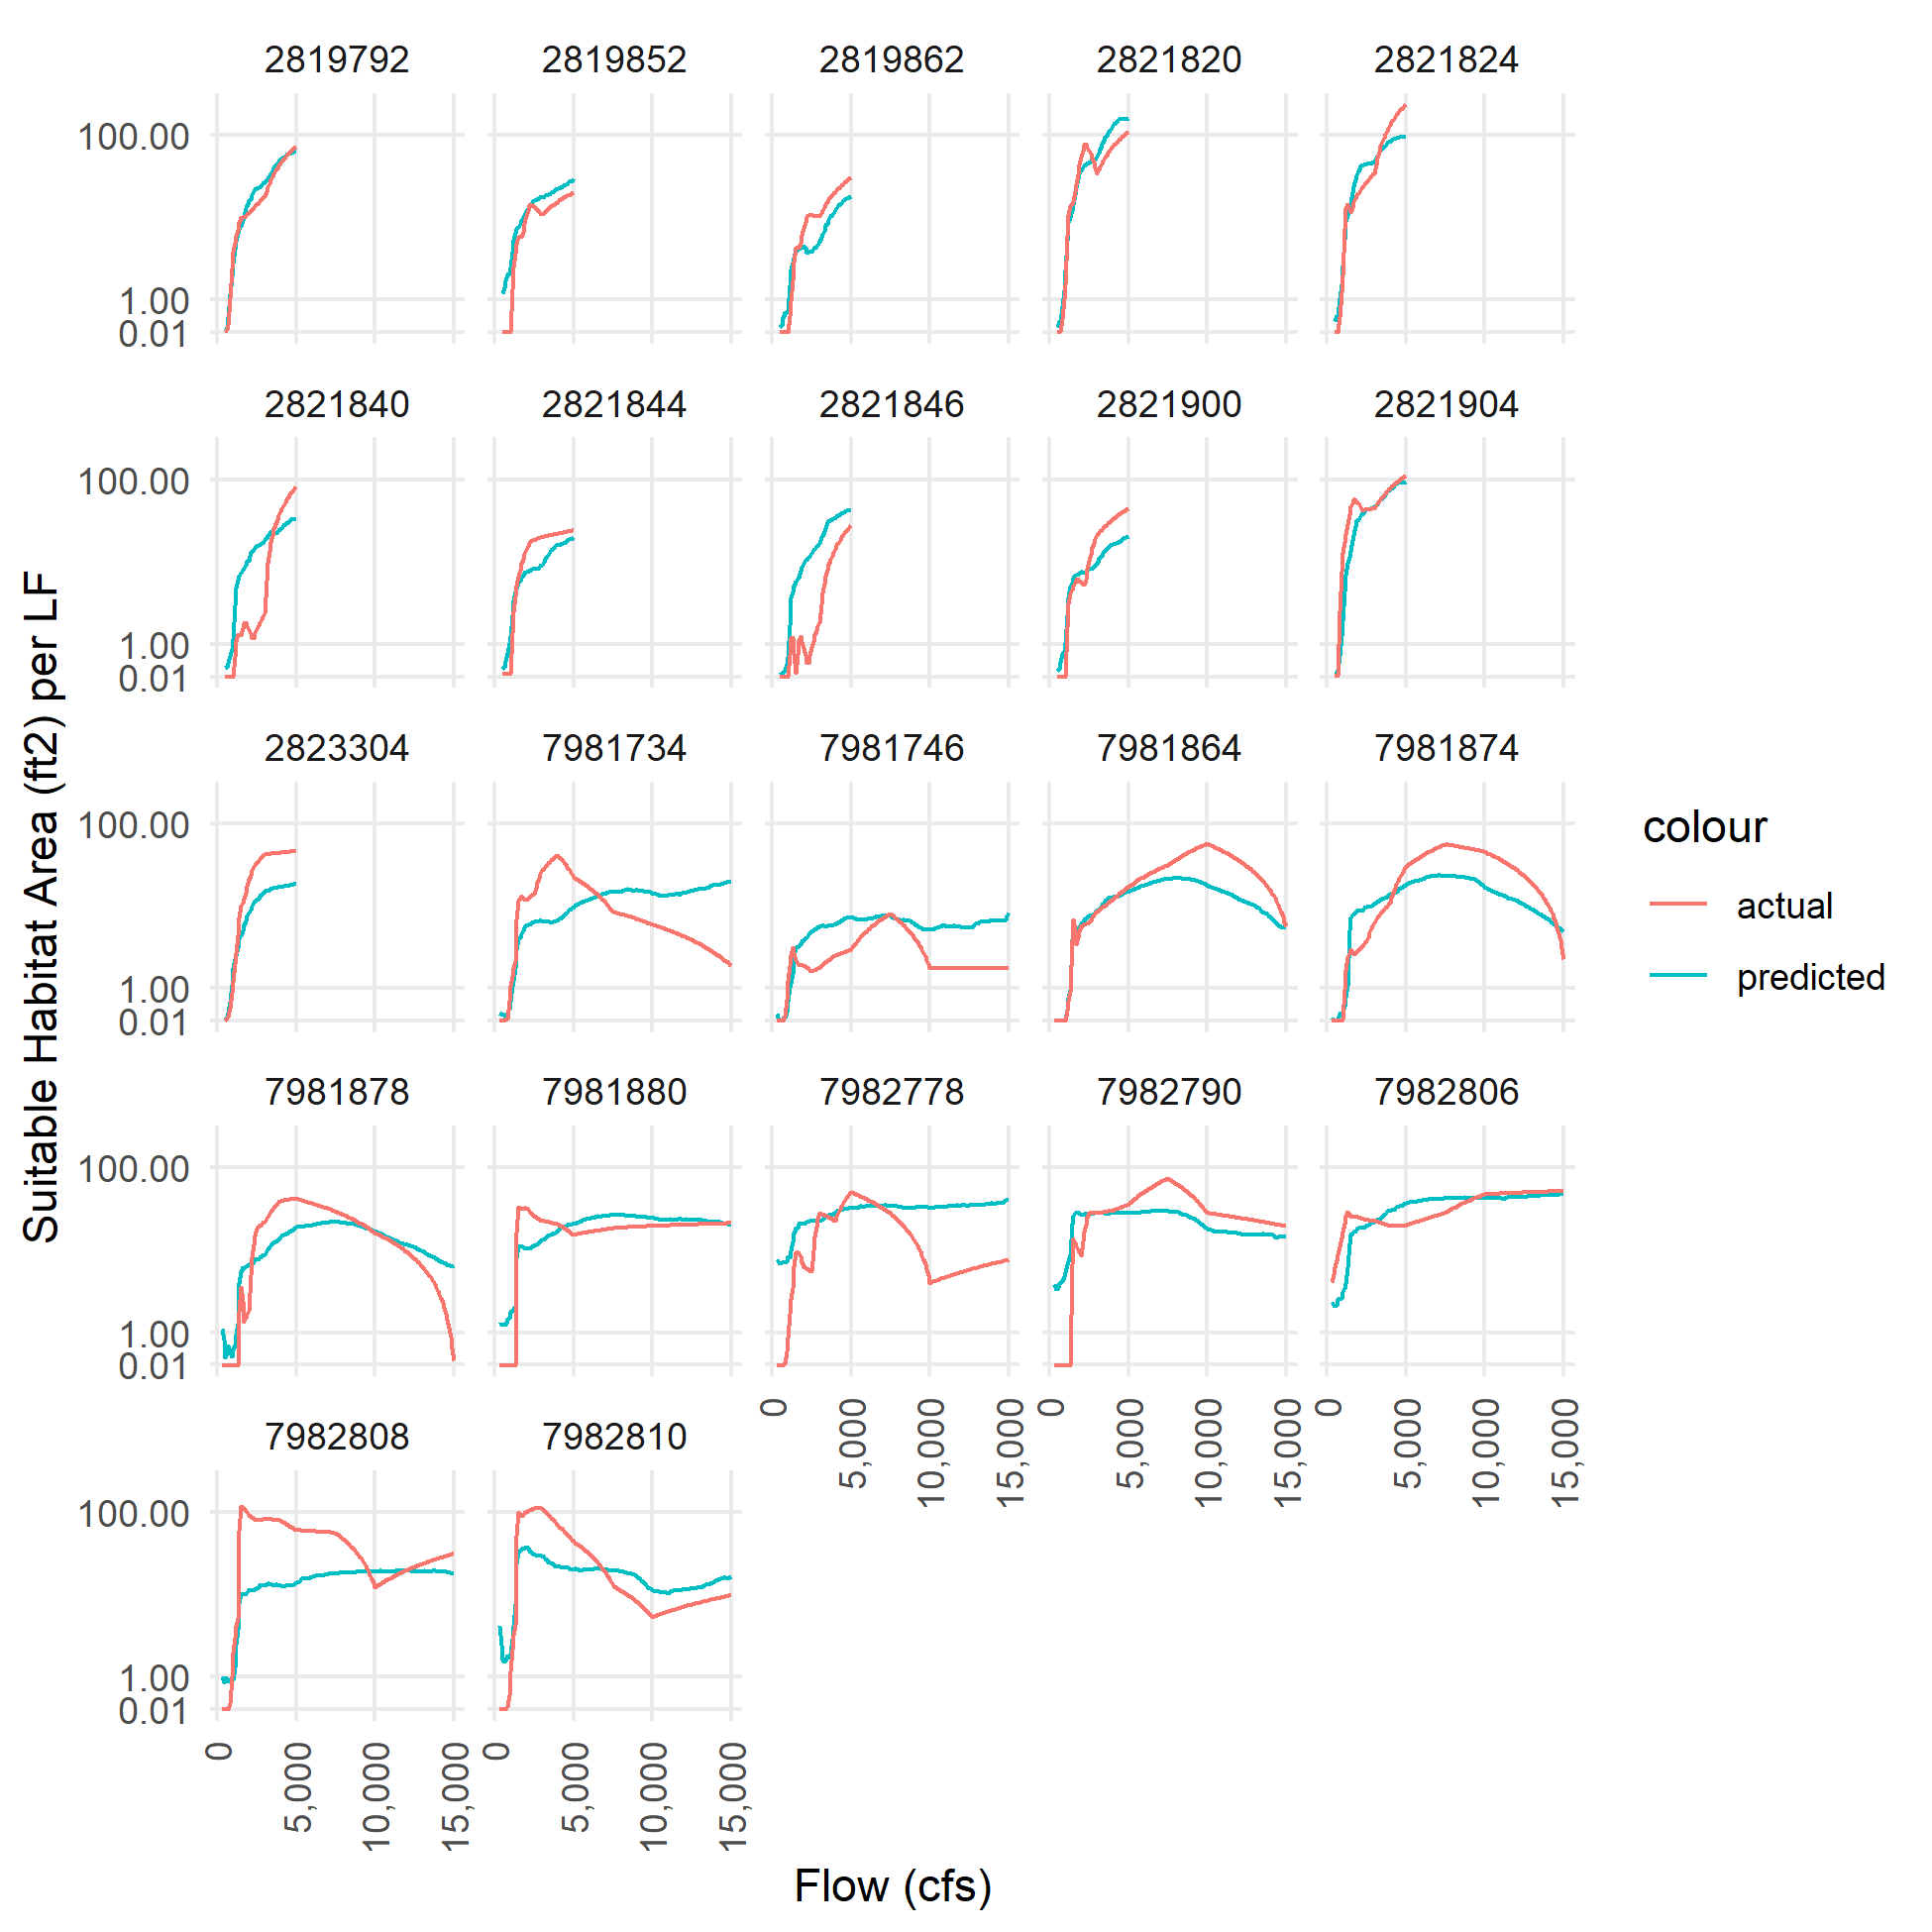 2819792 2819852 2819862 2821820 2821824
100.00
1.00
0.01
2821840 2821844 2821846 2821900 2821904
100.00
1.00
0.01
2823304 7981734 7981746 7981864 7981874
100.00
1.00
0.01
7981878 7981880 7982778 7982790 7982806
100.00
1.00
0.01
0 5,000 10,000 15,000 0 5,000 10,000 15,000 0 5,000 10,000 15,000
7982808 7982810
100.00
1.00
0.01
0 5,000 10,000 15,000 0 5,000 10,000 15,000
Flow (cfs)
Suitable Habitat Area (ft2) per LF
colour
actual
predicted